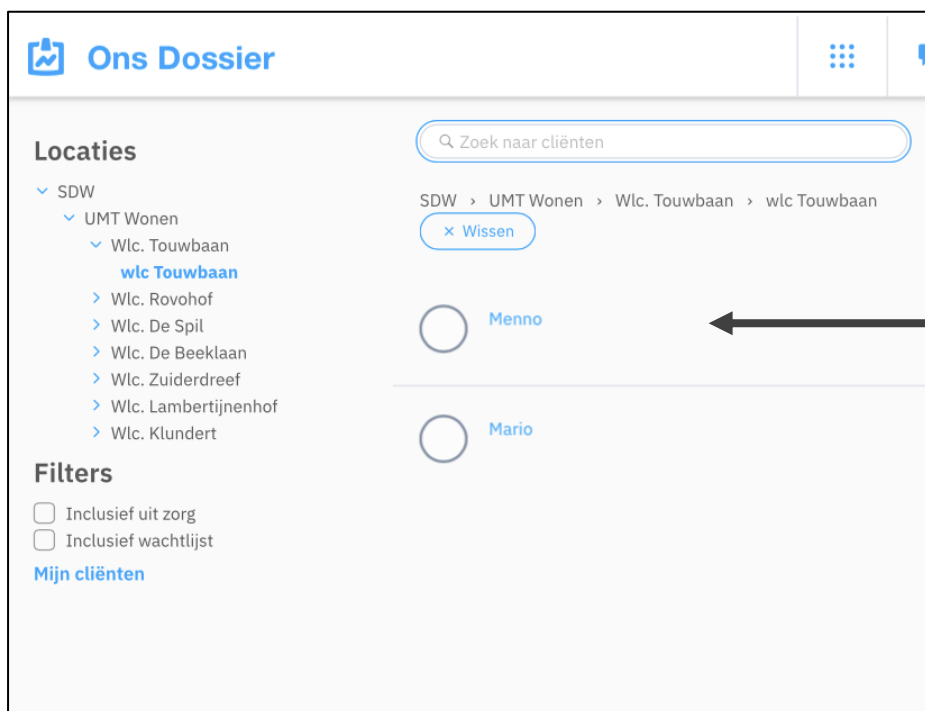 Ons Dossier
Locaties
SDW
UMT Wonen
Wlc. Touwbaan
wlc Touwbaan
Wlc. Rovohof
Wlc. De Spil
Wlc. De Beeklaan
Wlc. Zuiderdreef
Wlc. Lambertijnenhof
Wlc. Klundert
Filters
Inclusief uit zorg
Inclusief wachtlijst
Mijn cliënten
Zoek naar cliënten
SDW › UMT Wonen › Wlc. Touwbaan › wlc Touwbaan
× Wissen
Menno
Mario